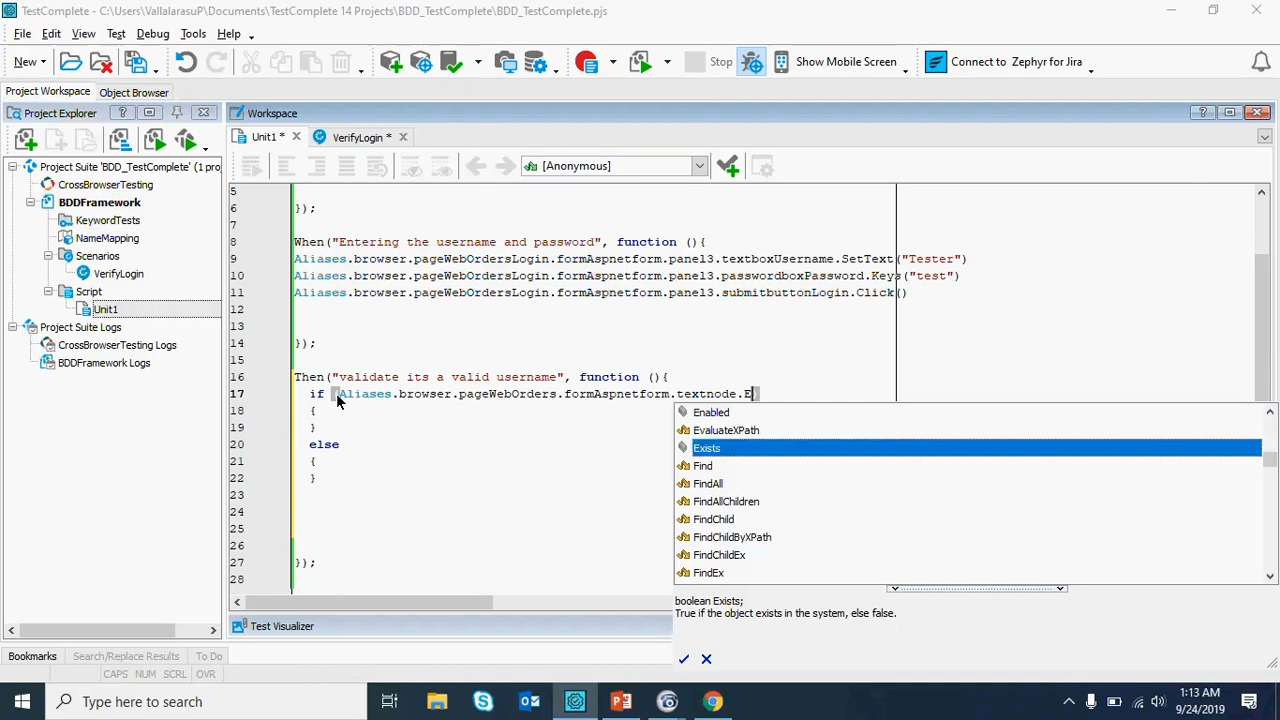 TestComplete - C:\Users\VallalarasuP\Documents\TestComplete 14 Projects\BDD_TestComplete\BDD_TestComplete.pjs
File Edit View Test Debug Tools Help
New Stop Show Mobile Screen Connect to Zephyr for Jira
Project Workspace Object Browser
Project Explorer ? Workspace ?
Unit1 * VerifyLogin *
[Anonymous]
Project Suite 'BDD_TestComplete' (1 pro
CrossBrowserTesting
BDDFramework
KeywordTests
NameMapping
Scenarios
VerifyLogin
Script
Unit1
Project Suite Logs
CrossBrowserTesting Logs
BDDFramework Logs
5
6 });
7
8 When("Entering the username and password", function (){
9 Aliases.browser.pageWebOrdersLogin.formAspnetform.panel3.textboxUsername.SetText("Tester")
10 Aliases.browser.pageWebOrdersLogin.formAspnetform.panel3.passwordboxPassword.Keys("test")
11 Aliases.browser.pageWebOrdersLogin.formAspnetform.panel3.submitbuttonLogin.Click()
12
13
14 });
15
16 Then("validate its a valid username", function (){
17 if (Aliases.browser.pageWebOrders.formAspnetform.textnode.E)
18 {
19 }
20 else
21 {
22 }
23
24
25
26
27 });
28
Enabled
EvaluateXPath
Exists
Find
FindAll
FindAllChildren
FindChild
FindChildByXPath
FindChildEx
FindEx
boolean Exists;
True if the object exists in the system, else false.
Test Visualizer
Bookmarks Search/Replace Results To Do
CAPS NUM SCRL OVR
Type here to search
1:13 AM
9/24/2019